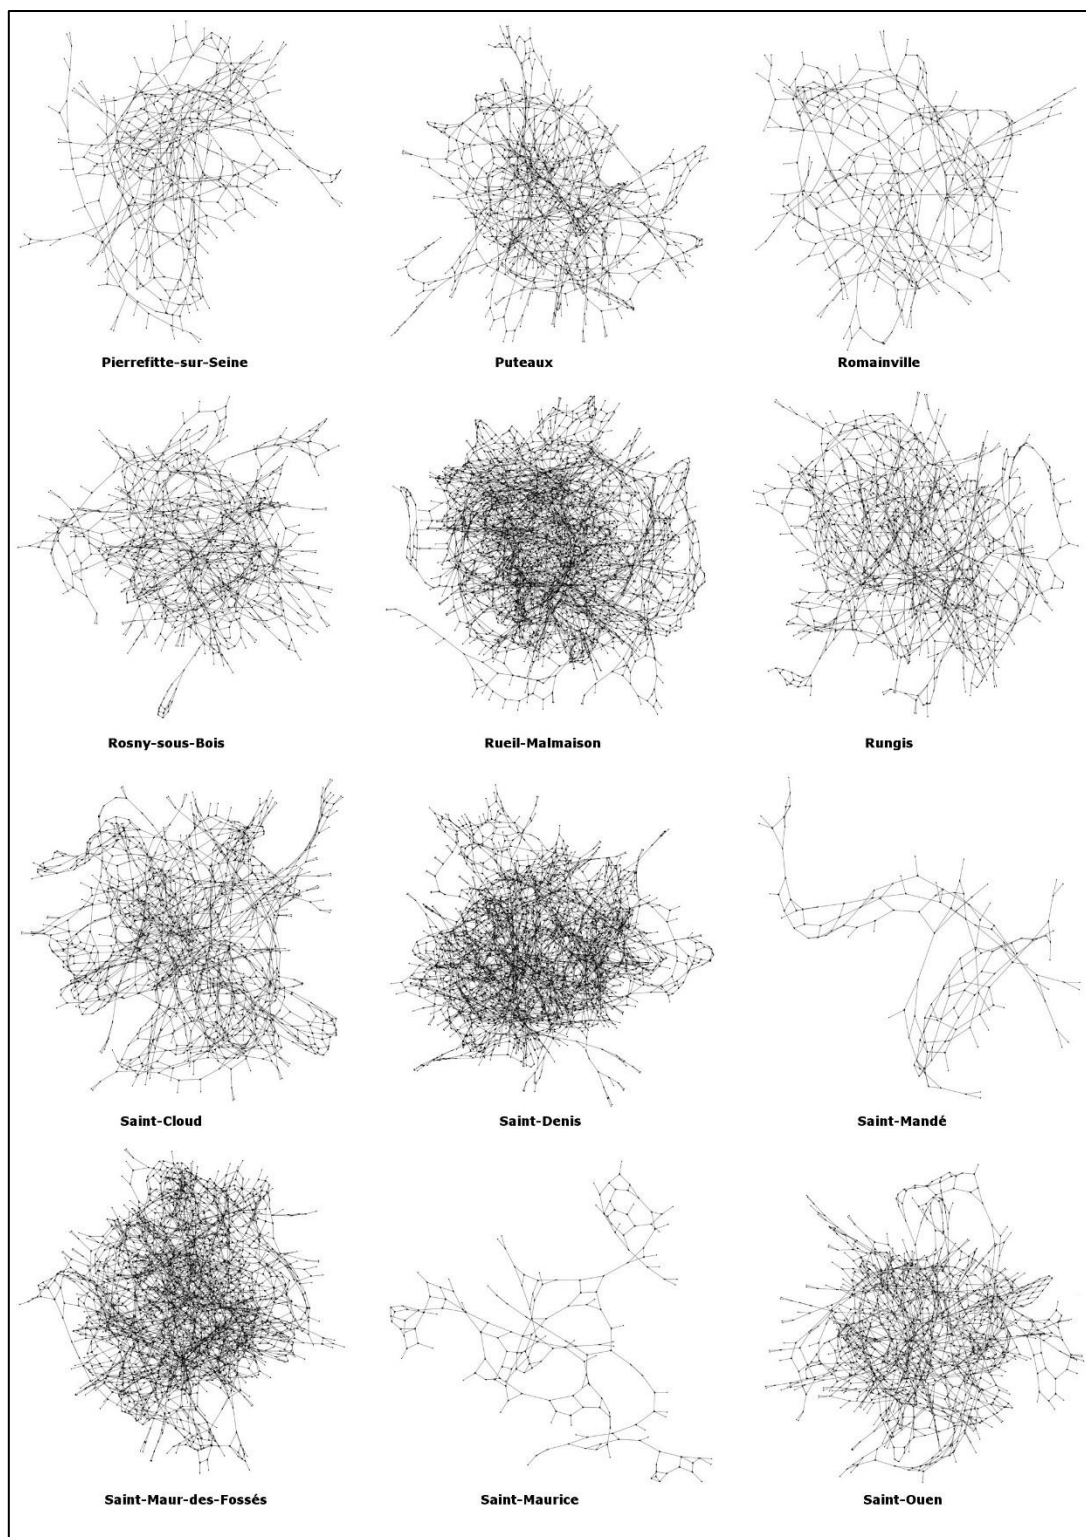 Pierrefitte-sur-Seine
Puteaux
Romainville
Rosny-sous-Bois
Rueil-Malmaison
Rungis
Saint-Cloud
Saint-Denis
Saint-Mandé
Saint-Maur-des-Fossés
Saint-Maurice
Saint-Ouen